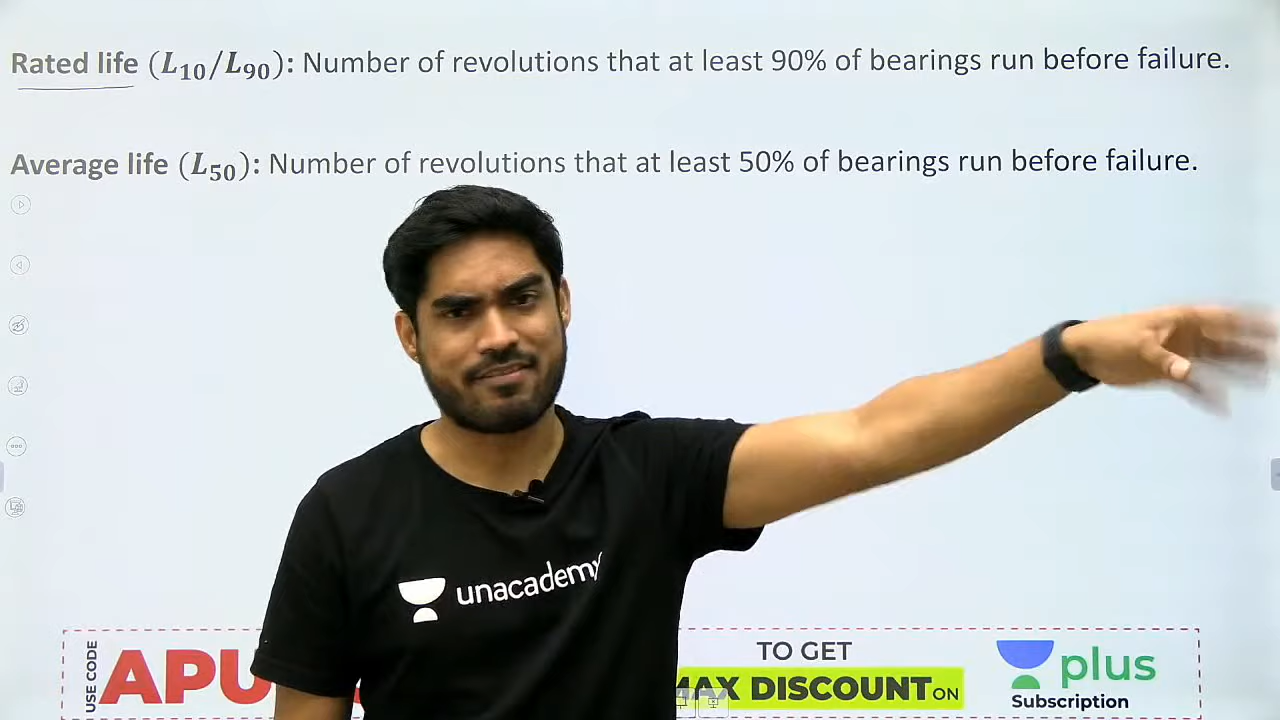 Rated life (L10/L90): Number of revolutions that at least 90% of bearings run before failure.
Average life (L50): Number of revolutions that at least 50% of bearings run before failure.
unacademy
USE CODE
APU
TO GET
MAX DISCOUNT ON
plus
Subscription